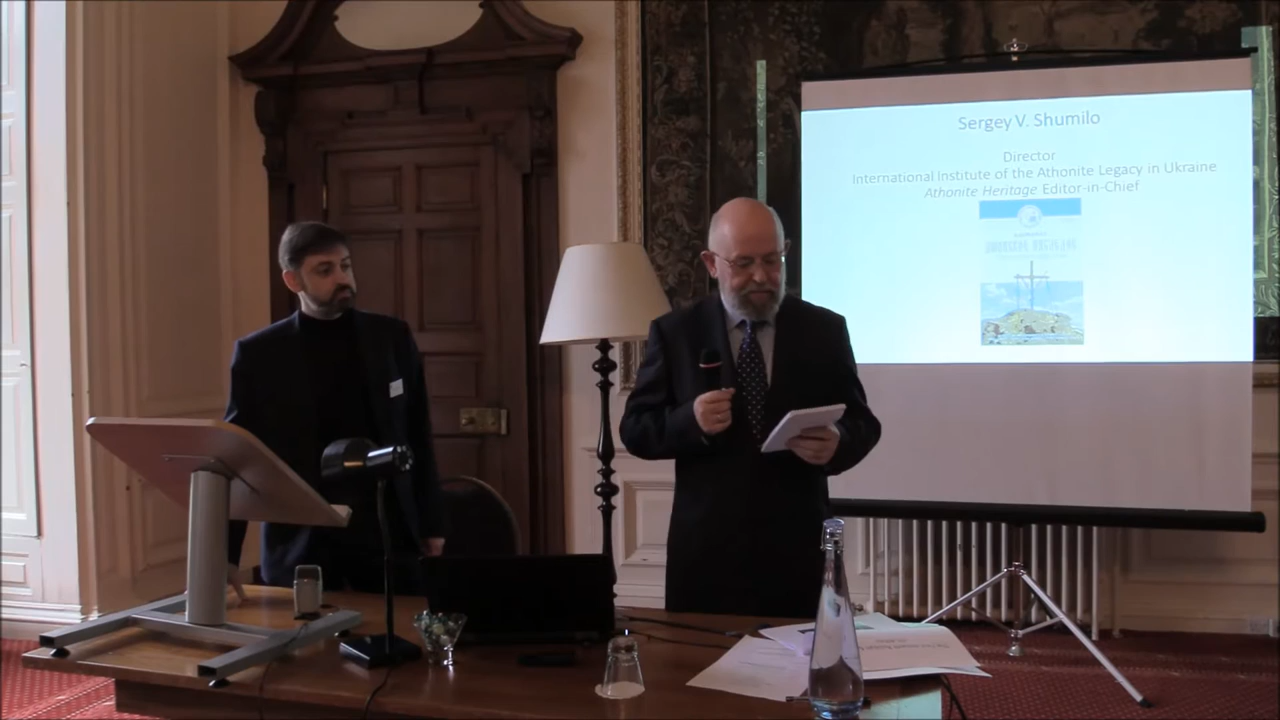 Sergey V. Shumilo
Director
International Institute of the Athonite Legacy in Ukraine
Athonite Heritage Editor-in-Chief